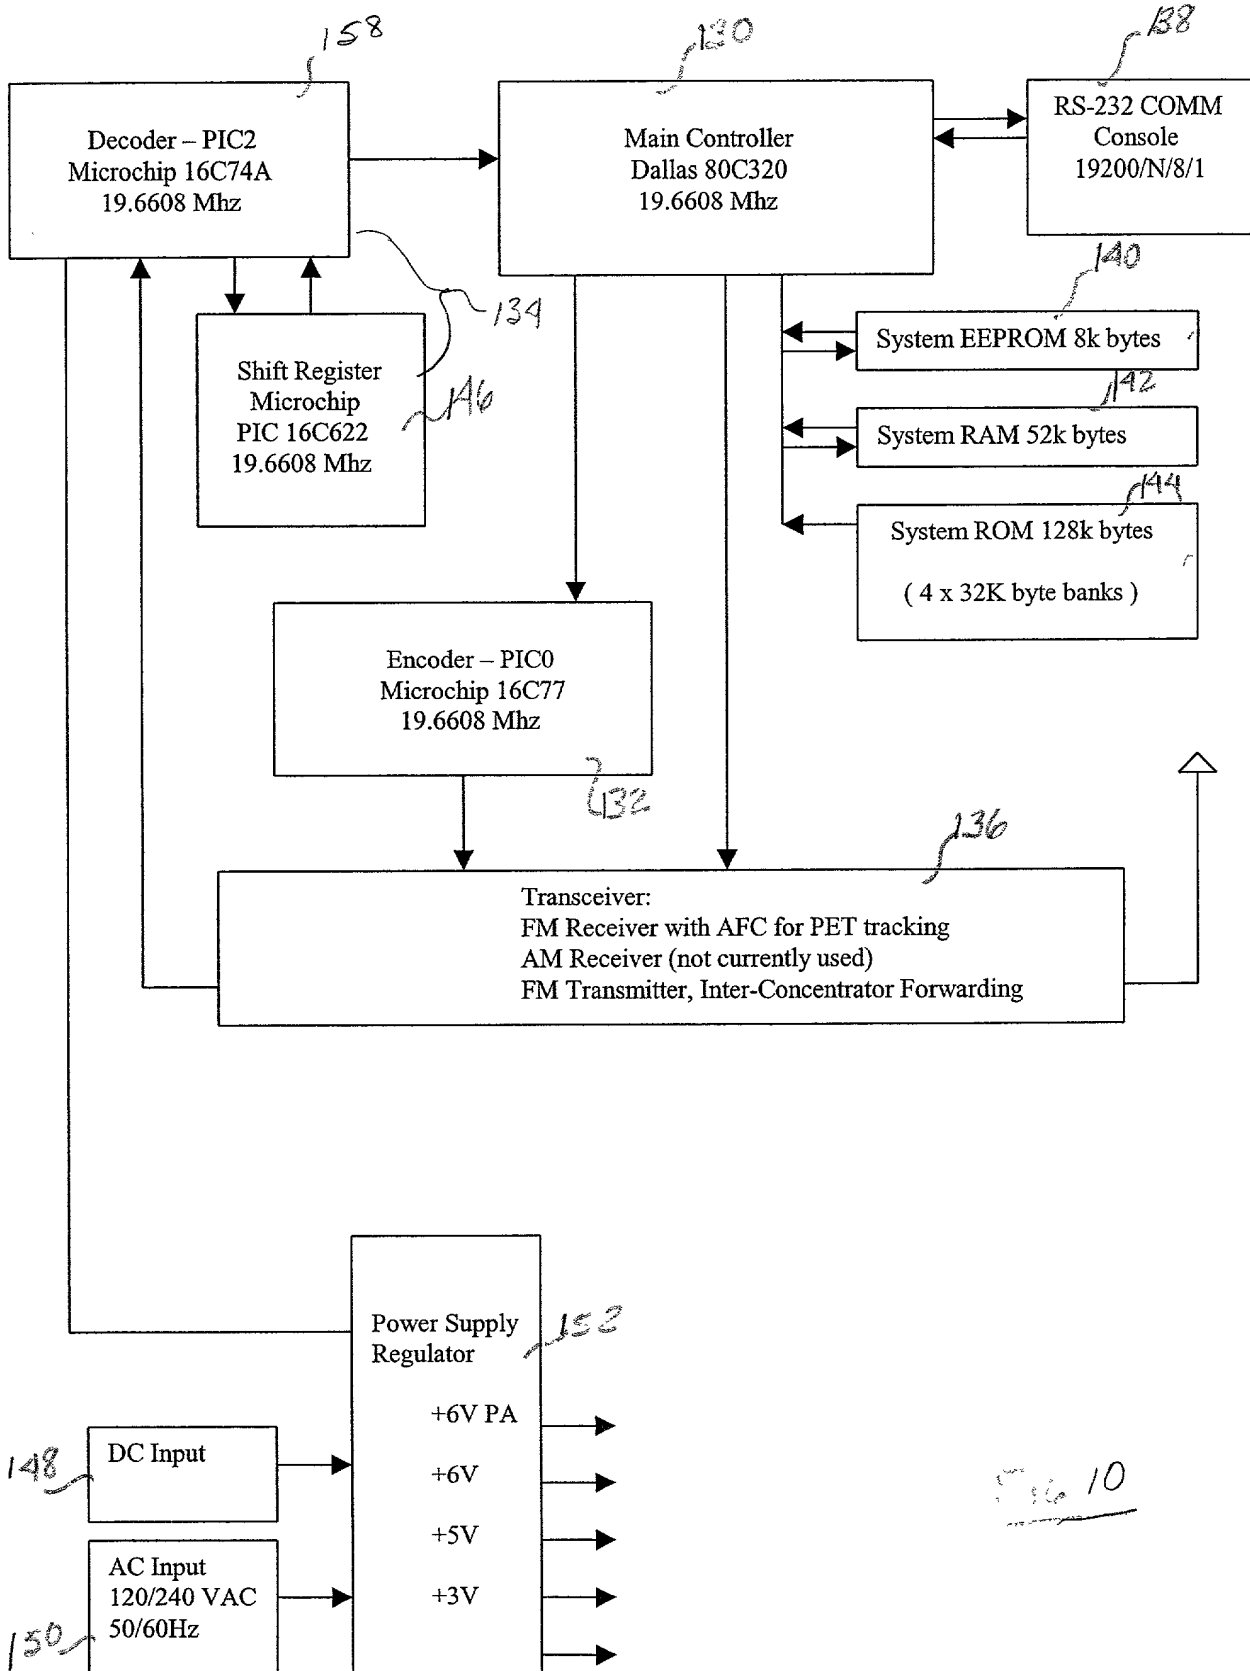 158
130
138
Decoder – PIC2
Microchip 16C74A
19.6608 Mhz
Main Controller
Dallas 80C320
19.6608 Mhz
RS-232 COMM
Console
19200/N/8/1
134
140
System EEPROM 8k bytes
142
System RAM 52k bytes
144
System ROM 128k bytes
( 4 x 32K byte banks )
Shift Register
Microchip
PIC 16C622
19.6608 Mhz
146
Encoder – PIC0
Microchip 16C77
19.6608 Mhz
132
136
Transceiver:
FM Receiver with AFC for PET tracking
AM Receiver (not currently used)
FM Transmitter, Inter-Concentrator Forwarding
Power Supply
Regulator
152
+6V PA
+6V
+5V
+3V
148
DC Input
150
AC Input
120/240 VAC
50/60Hz
Fig 10